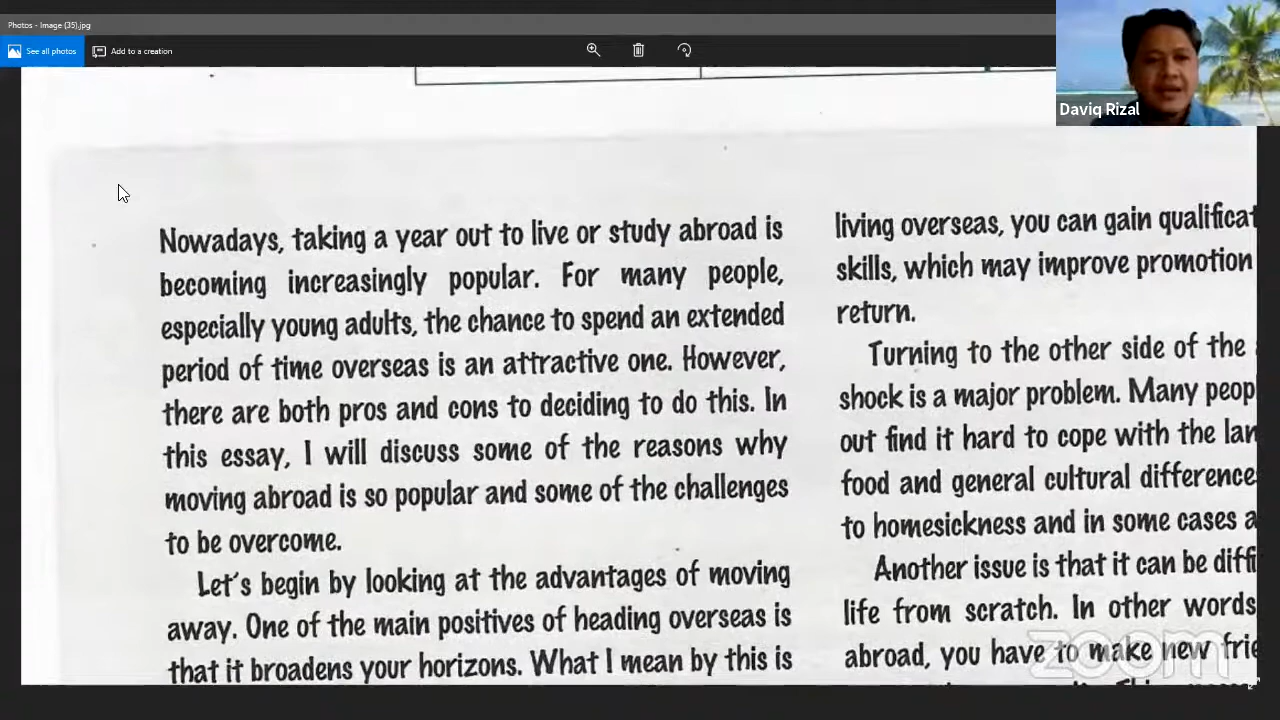 Photos - Image (35).jpg
See all photos
Add to a creation
Daviq Rizal
Nowadays, taking a year out to live or study abroad is
becoming increasingly popular. For many people,
especially young adults, the chance to spend an extended
period of time overseas is an attractive one. However,
there are both pros and cons to deciding to do this. In
this essay, I will discuss some of the reasons why
moving abroad is so popular and some of the challenges
to be overcome.
Let's begin by looking at the advantages of moving
away. One of the main positives of heading overseas is
that it broadens your horizons. What I mean by this is
living overseas, you can gain
skills, which may improve promotion
return.
Turning to the other side of the
shock is a major problem. Many
out find it hard to cope with the
food and general cultural
to homesickness and in some cases
Another issue is that it can be
life from scratch. In other words
abroad, you have to make new
zoom